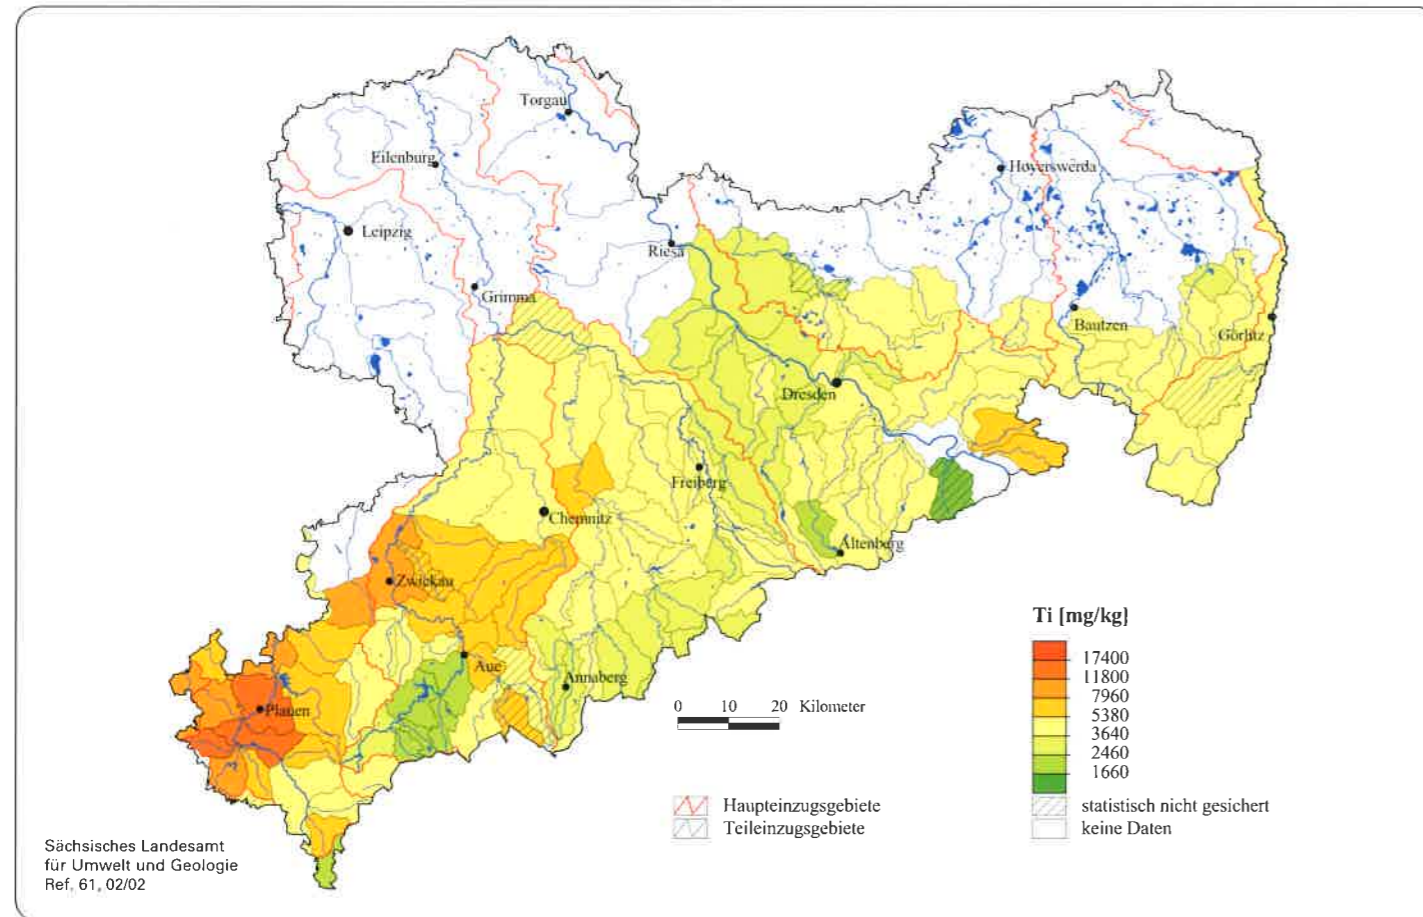 Torgau
Eilenburg
Hoyerswerda
Leipzig
Riesa
Grimma
Bautzen
Görlitz
Dresden
Freiberg
Chemnitz
Altenberg
Zwickau
Aue
Annaberg
Plauen
Ti [mg/kg]
17400
11800
7960
5380
3640
2460
1660
0 10 20 Kilometer
Haupteinzugsgebiete
Teileinzugsgebiete
statistisch nicht gesichert
keine Daten
Sächsisches Landesamt
für Umwelt und Geologie
Ref. 61, 02/02